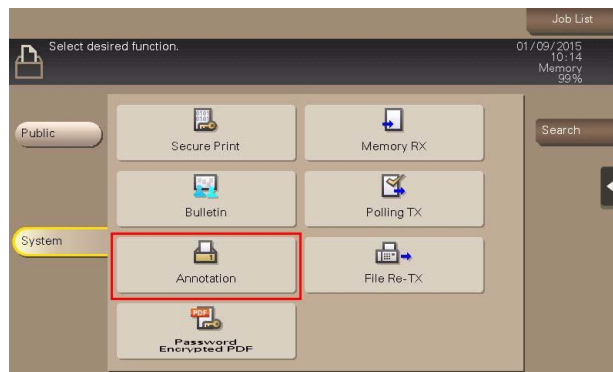 Job List
Select desired function.
01/09/2015
10:14
Memory
99%
Public
Secure Print
Memory RX
Search
Bulletin
Polling TX
System
Annotation
File Re-TX
PDF
Password
Encrypted PDF